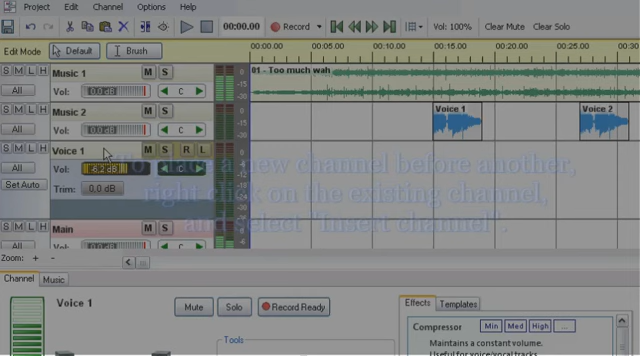 Project Edit Channel Options Help
00:00.00 Record Vol: 100% Clear Mute Clear Solo
Edit Mode Default Brush 00:00.00 00:05.00 00:10.00 00:15.00 00:20.00 00:25.00 00:30
S M L H Music 1 M S 01 - Too much wah
All Vol: 0.0 dB C
S M L H Music 2 M S Voice 1 Voice 2
All Vol: 0.0 dB C
S M L H Voice 1 M S R L
All Vol: C
Set Auto Trim: 0.0 dB
To place a new channel before another,
right click on the existing channel,
and select "Insert channel".
S M L H Main M S
All Vol: 0.0 dB C
Zoom: + -
Channel Music
Voice 1 Mute Solo Record Ready Effects Templates
Compressor Min Med High ...
Tools Maintains a constant volume.
Useful for voice/vocal tracks.